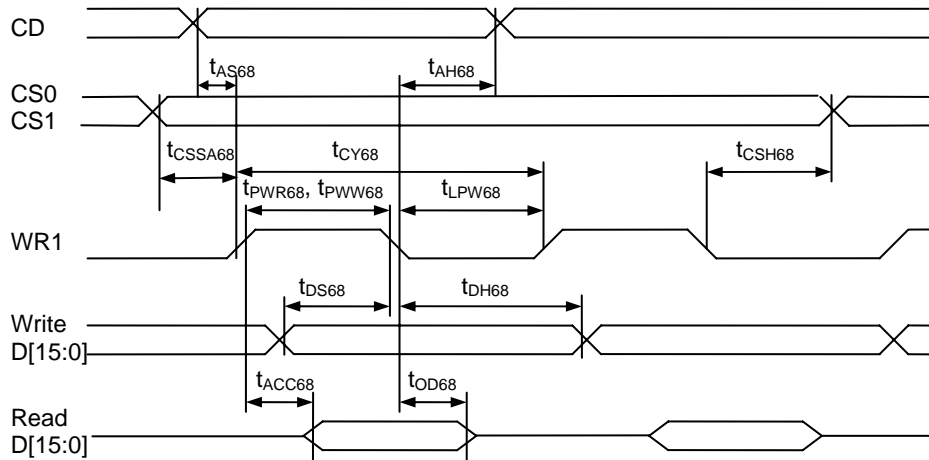 CD
tAS68 tAH68
CS0
CS1
tCSSA68 tCY68 tCSH68
tPWR68, tPWW68 tLPW68
WR1
tDS68 tDH68
Write
D[15:0]
tACC68 tOD68
Read
D[15:0]